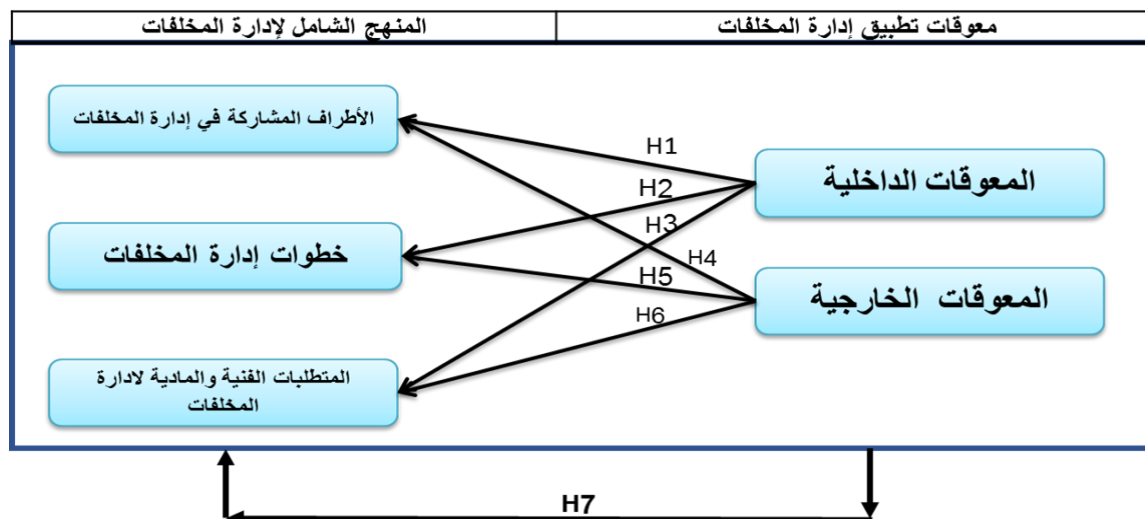 معوقات تطبيق إدارة المخلفات
المنهج الشامل لإدارة المخلفات
الأطراف المشاركة في إدارة المخلفات
H1
المعوقات الداخلية
H2
H3
خطوات إدارة المخلفات
H4
H5
المعوقات الخارجية
H6
المتطلبات الفنية والمادية لادارة
المخلفات
H7